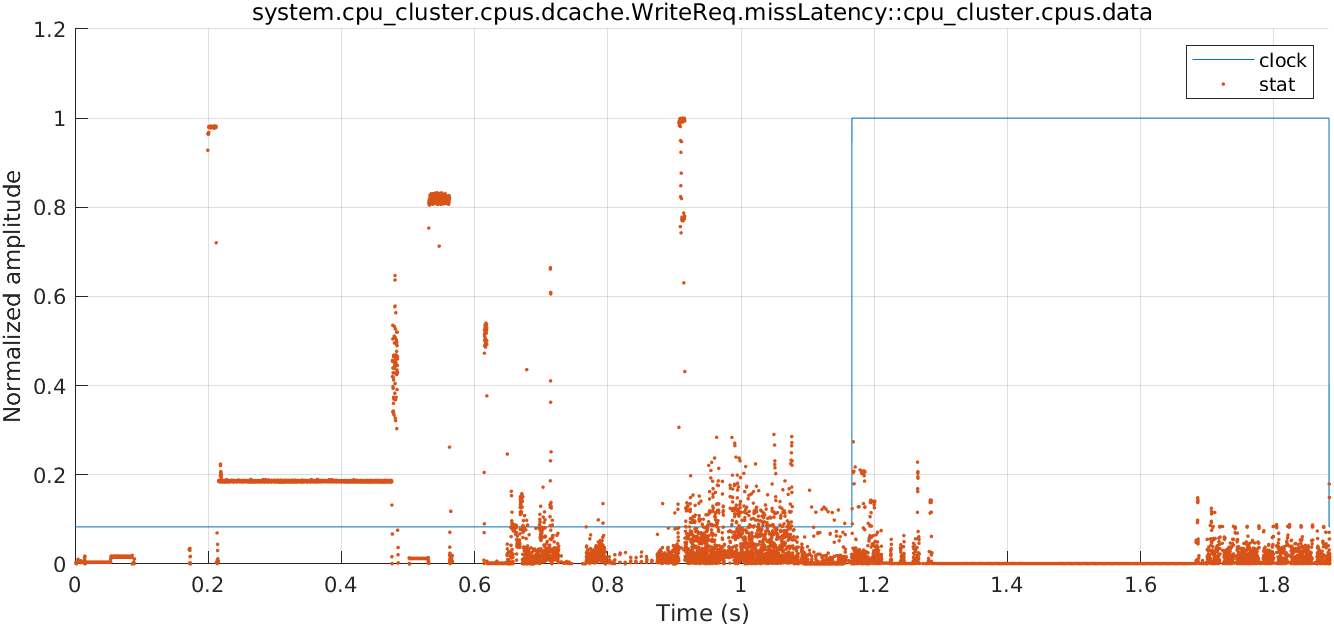 system.cpu_cluster.cpus.dcache.WriteReq.missLatency::cpu_cluster.cpus.data
1.2
1
0.8
0.6
0.4
0.2
0
Normalized amplitude
clock
stat
0 0.2 0.4 0.6 0.8 1 1.2 1.4 1.6 1.8
Time (s)